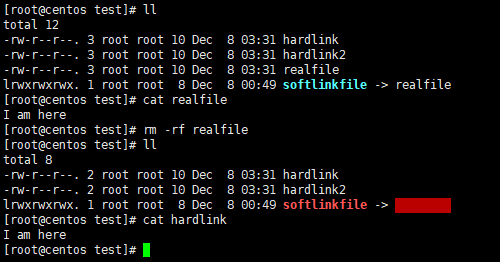 [root@centos test]# ll
total 12
-rw-r--r--. 3 root root 10 Dec  8 03:31 hardlink
-rw-r--r--. 3 root root 10 Dec  8 03:31 hardlink2
-rw-r--r--. 3 root root 10 Dec  8 03:31 realfile
lrwxrwxrwx. 1 root root  8 Dec  8 00:49 softlinkfile -> realfile
[root@centos test]# cat realfile
I am here
[root@centos test]# rm -rf realfile
[root@centos test]# ll
total 8
-rw-r--r--. 2 root root 10 Dec  8 03:31 hardlink
-rw-r--r--. 2 root root 10 Dec  8 03:31 hardlink2
lrwxrwxrwx. 1 root root  8 Dec  8 00:49 softlinkfile ->
[root@centos test]# cat hardlink
I am here
[root@centos test]#